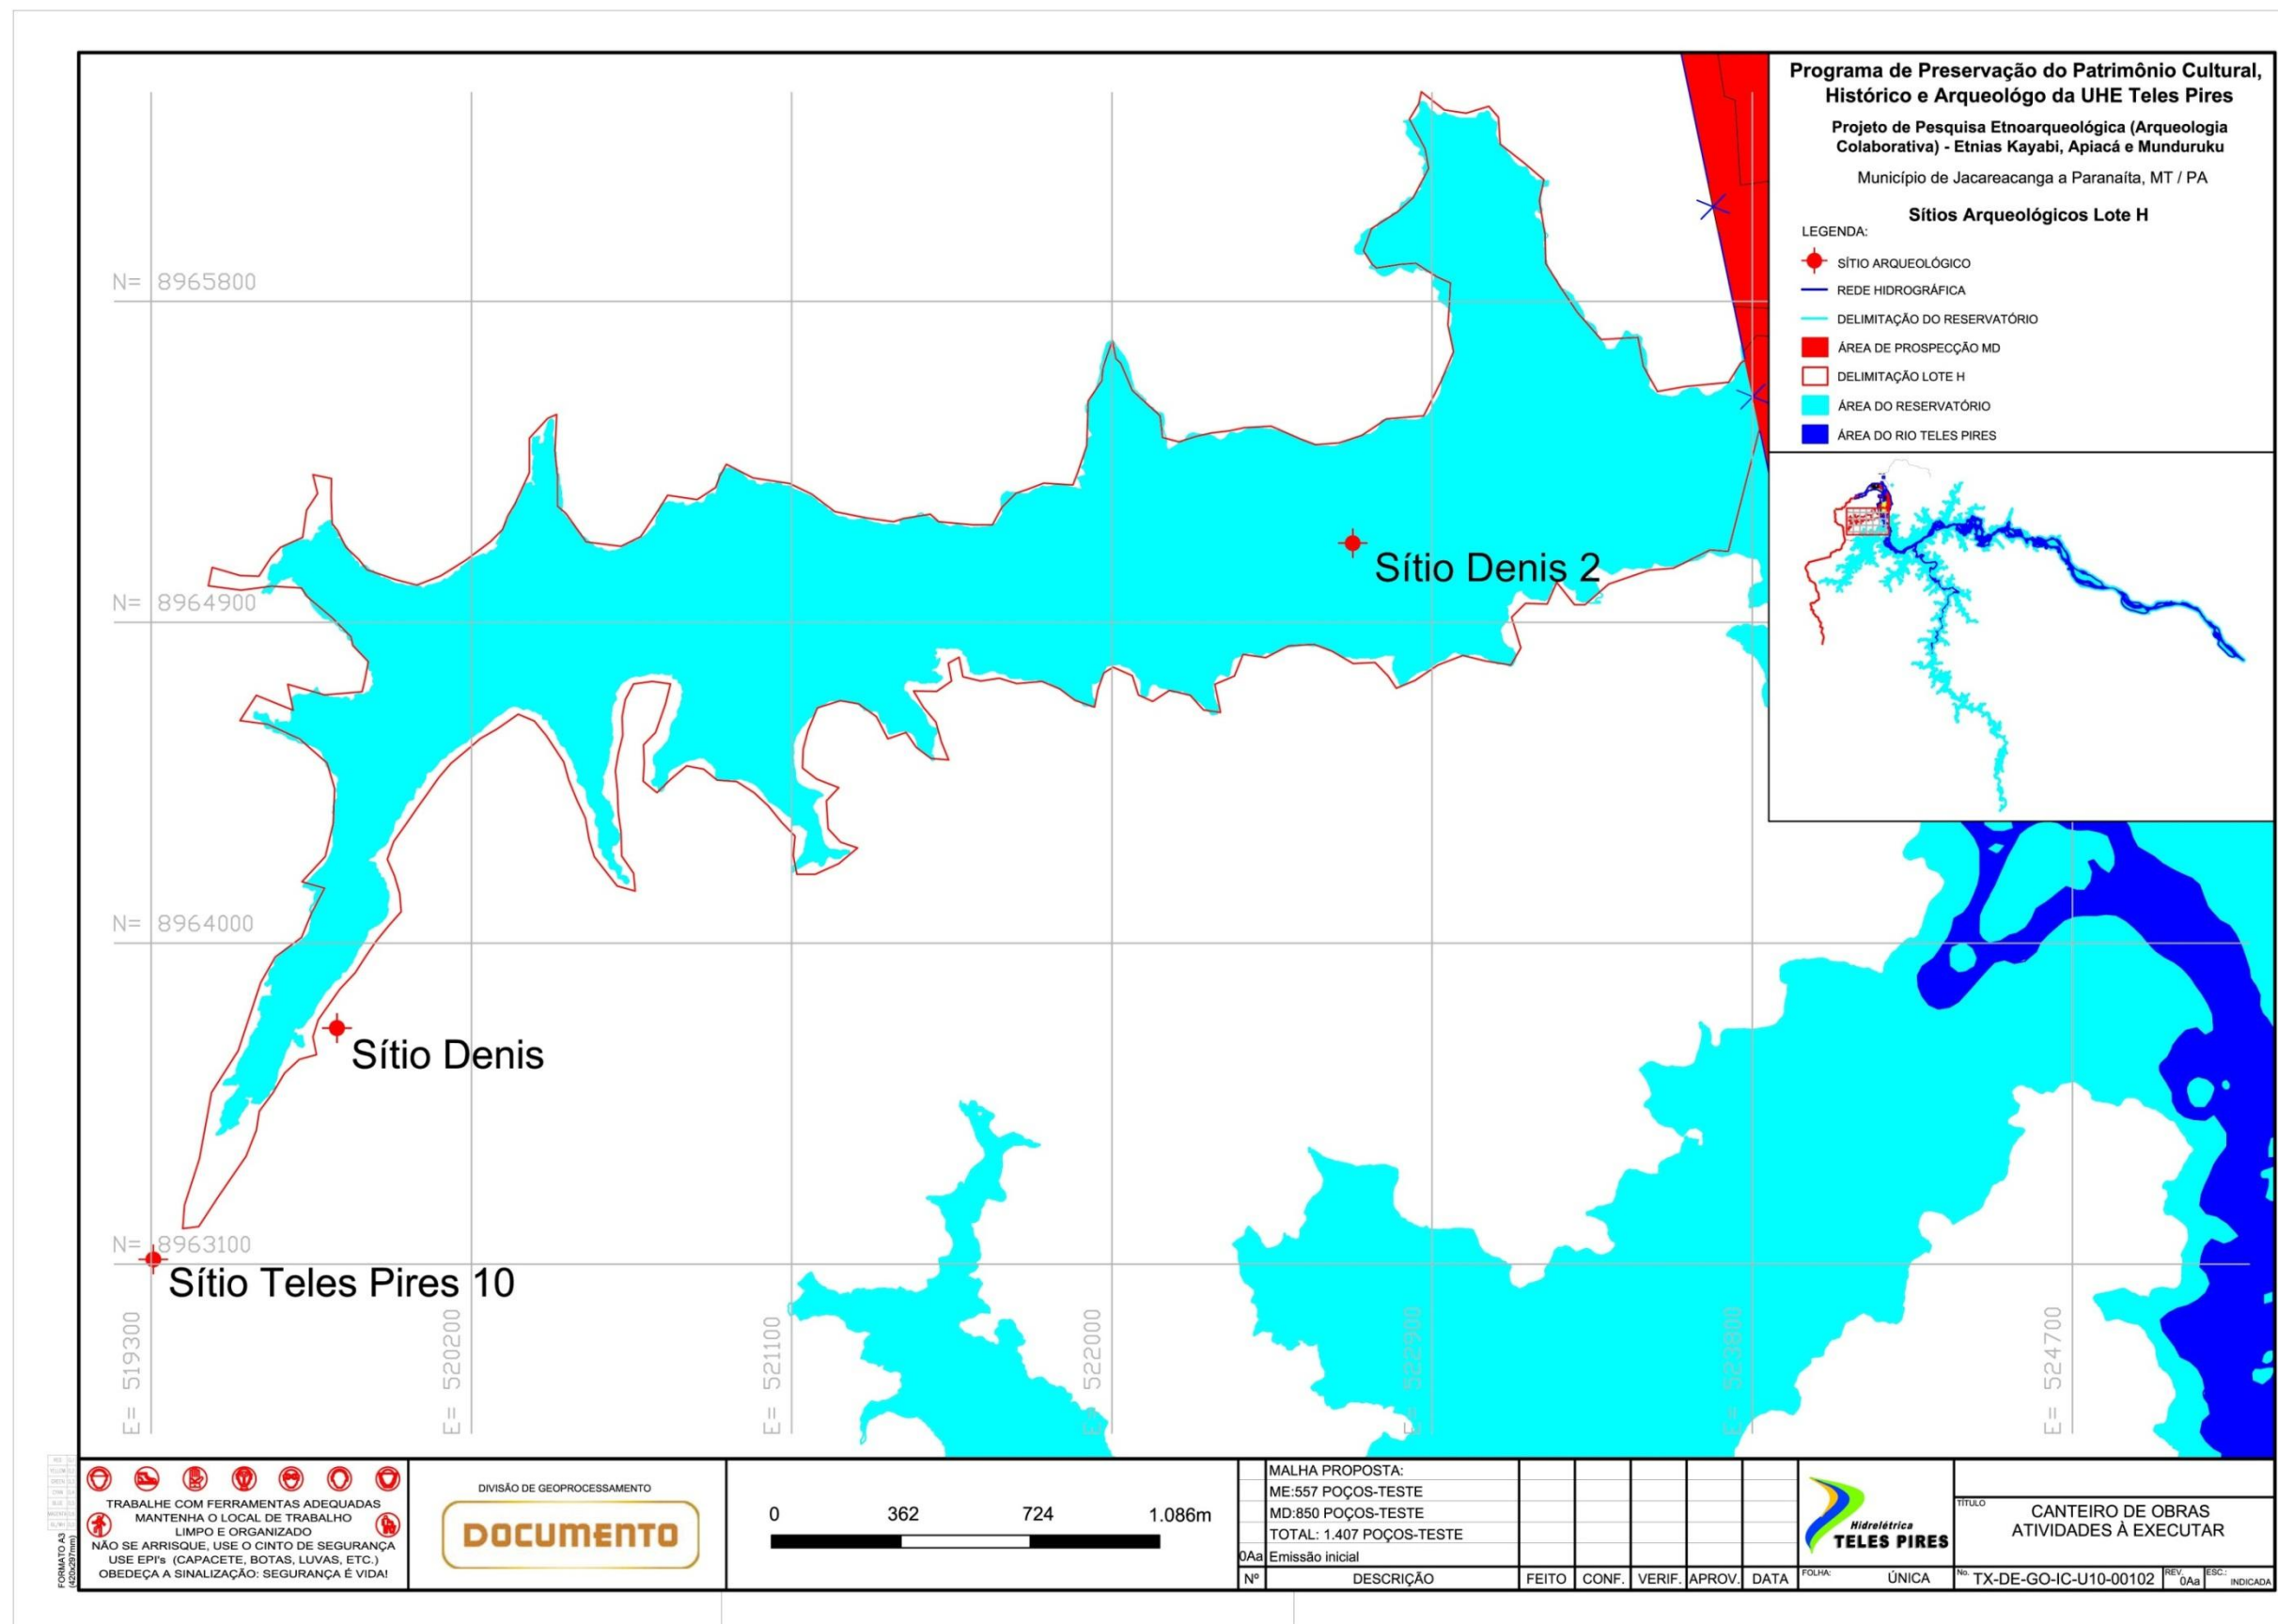 Programa de Preservação do Patrimônio Cultural,
Histórico e Arqueológo da UHE Teles Pires
Projeto de Pesquisa Etnoarqueológica (Arqueologia
Colaborativa) - Etnias Kayabi, Apiacá e Munduruku
Município de Jacareacanga a Paranaíta, MT / PA
Sítios Arqueológicos Lote H
LEGENDA:
SÍTIO ARQUEOLÓGICO
REDE HIDROGRÁFICA
DELIMITAÇÃO DO RESERVATÓRIO
ÁREA DE PROSPECÇÃO MD
DELIMITAÇÃO LOTE H
ÁREA DO RESERVATÓRIO
ÁREA DO RIO TELES PIRES
N= 8965800
Sítio Denis 2
N= 8964900
N= 8964000
Sítio Denis
N= 8963100
Sítio Teles Pires 10
E= 519300
E= 520200
E= 521100
E= 522000
E= 522900
E= 523800
E= 524700
TRABALHE COM FERRAMENTAS ADEQUADAS
MANTENHA O LOCAL DE TRABALHO
LIMPO E ORGANIZADO
NÃO SE ARRISQUE, USE O CINTO DE SEGURANÇA
USE EPI's (CAPACETE, BOTAS, LUVAS, ETC.)
OBEDEÇA A SINALIZAÇÃO: SEGURANÇA É VIDA!
FORMATO A3
(420x297mm)
DIVISÃO DE GEOPROCESSAMENTO
DOCUMENTO
0 362 724 1.086m
MALHA PROPOSTA:
ME:557 POÇOS-TESTE
MD:850 POÇOS-TESTE
TOTAL: 1.407 POÇOS-TESTE
0Aa Emissão inicial
Nº DESCRIÇÃO FEITO CONF. VERIF. APROV. DATA
Hidrelétrica
TELES PIRES
FOLHA: ÚNICA
TÍTULO
CANTEIRO DE OBRAS
ATIVIDADES À EXECUTAR
No. TX-DE-GO-IC-U10-00102
REV. 0Aa
ESC.: INDICADA